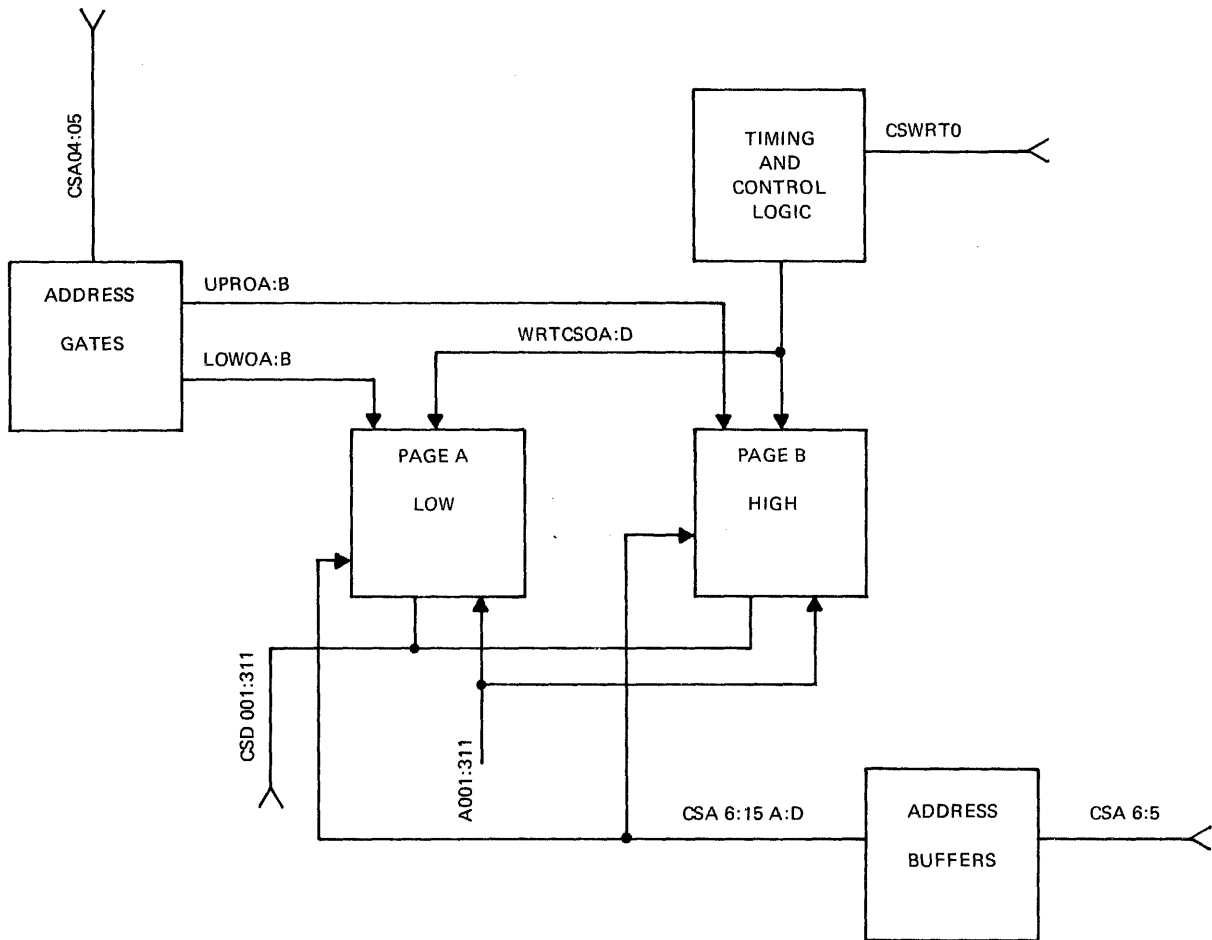 CSA04:05
TIMING
AND
CONTROL
LOGIC
CSWRT0
ADDRESS
GATES
UPROA:B
WRTCSOA:D
LOWOA:B
PAGE A
LOW
PAGE B
HIGH
CSD 001:311
A001:311
CSA 6:15 A:D
ADDRESS
BUFFERS
CSA 6:5